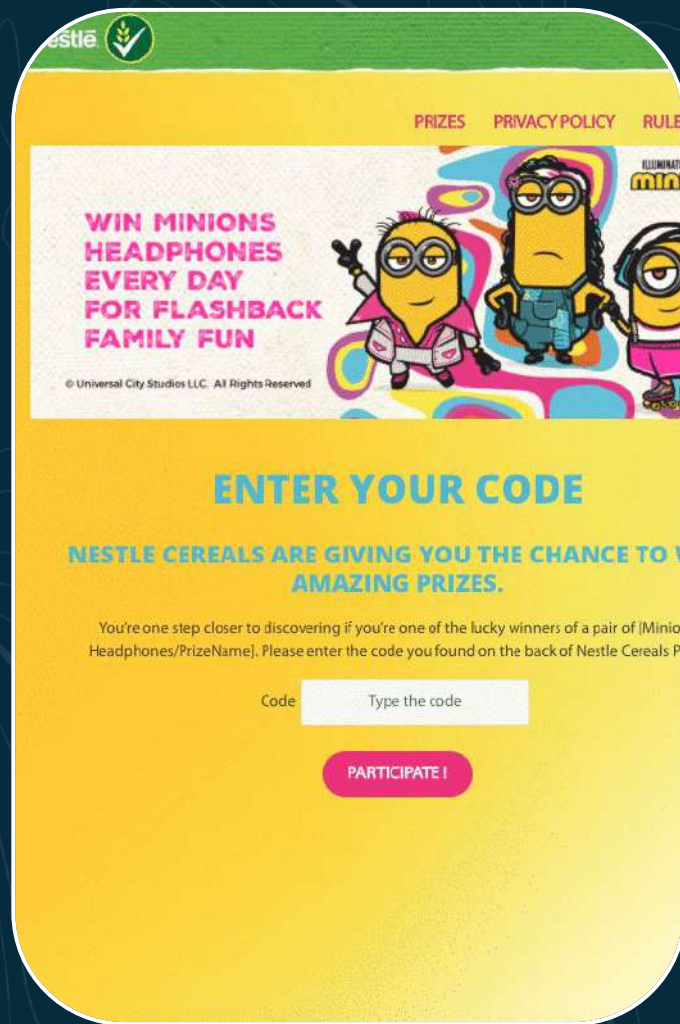 estlē
PRIZES PRIVACY POLICY RULE
ILLUMINAT
min
WIN MINIONS
HEADPHONES
EVERY DAY
FOR FLASHBACK
FAMILY FUN
© Universal City Studios LLC. All Rights Reserved
ENTER YOUR CODE
NESTLE CEREALS ARE GIVING YOU THE CHANCE TO
AMAZING PRIZES.
You're one step closer to discovering if you're one of the lucky winners of a pair of [Minio
Headphones/PrizeName]. Please enter the code you found on the back of Nestle Cereals P
Code Type the code
PARTICIPATE !